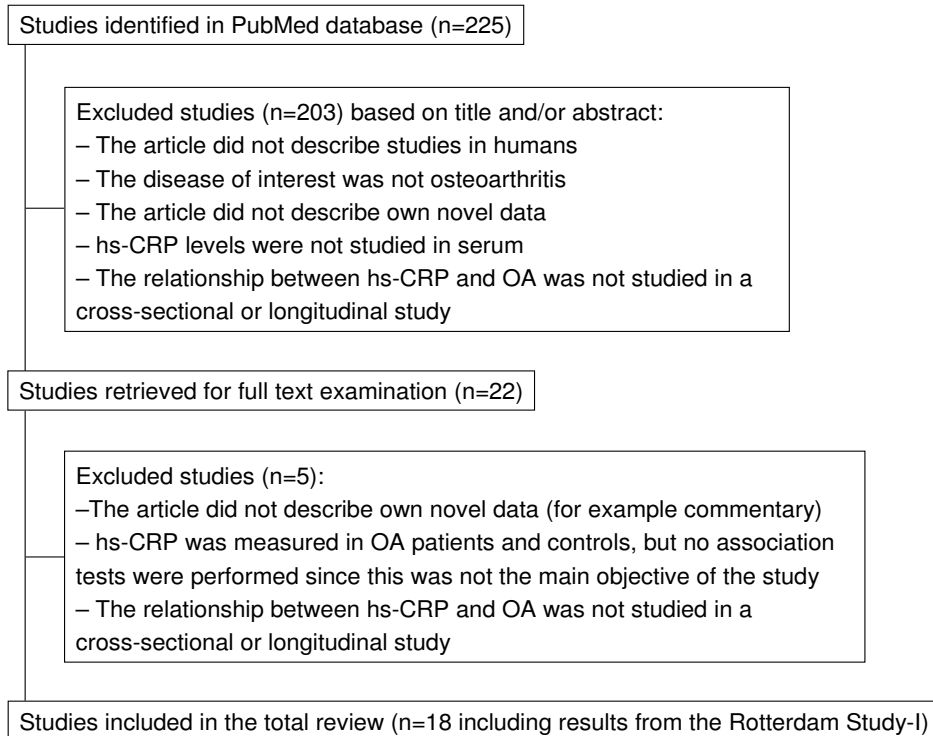 Studies identified in PubMed database (n=225)
Excluded studies (n=203) based on title and/or abstract:
– The article did not describe studies in humans
– The disease of interest was not osteoarthritis
– The article did not describe own novel data
– hs-CRP levels were not studied in serum
– The relationship between hs-CRP and OA was not studied in a
cross-sectional or longitudinal study
Studies retrieved for full text examination (n=22)
Excluded studies (n=5):
–The article did not describe own novel data (for example commentary)
– hs-CRP was measured in OA patients and controls, but no association
tests were performed since this was not the main objective of the study
– The relationship between hs-CRP and OA was not studied in a
cross-sectional or longitudinal study
Studies included in the total review (n=18 including results from the Rotterdam Study-I)